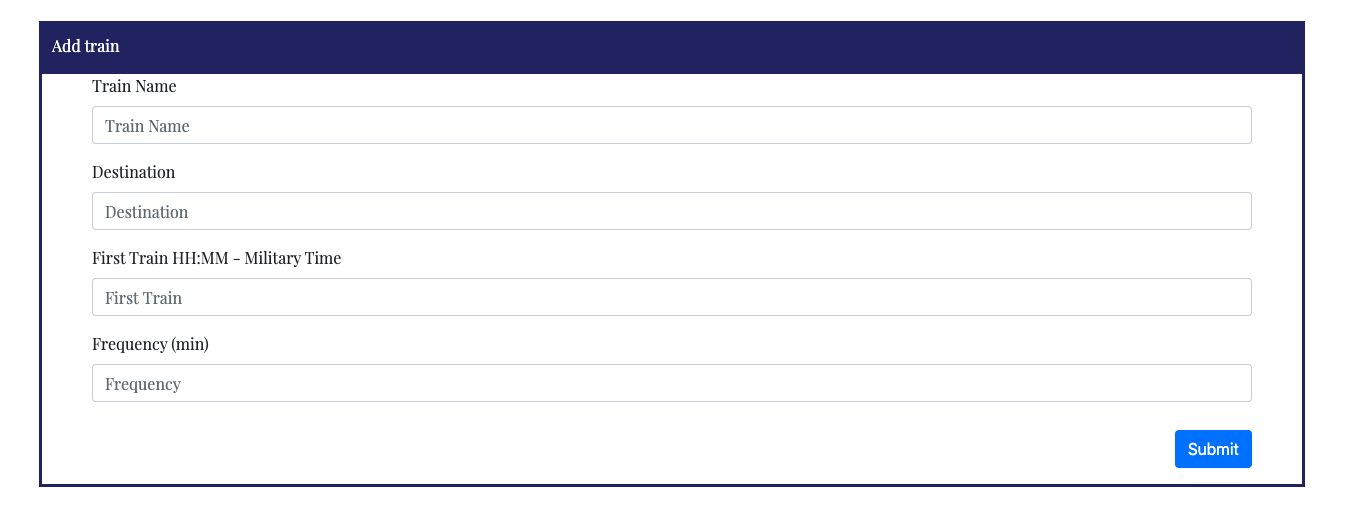 Add train
Train Name
Train Name
Destination
Destination
First Train HH:MM - Military Time
First Train
Frequency (min)
Frequency
Submit